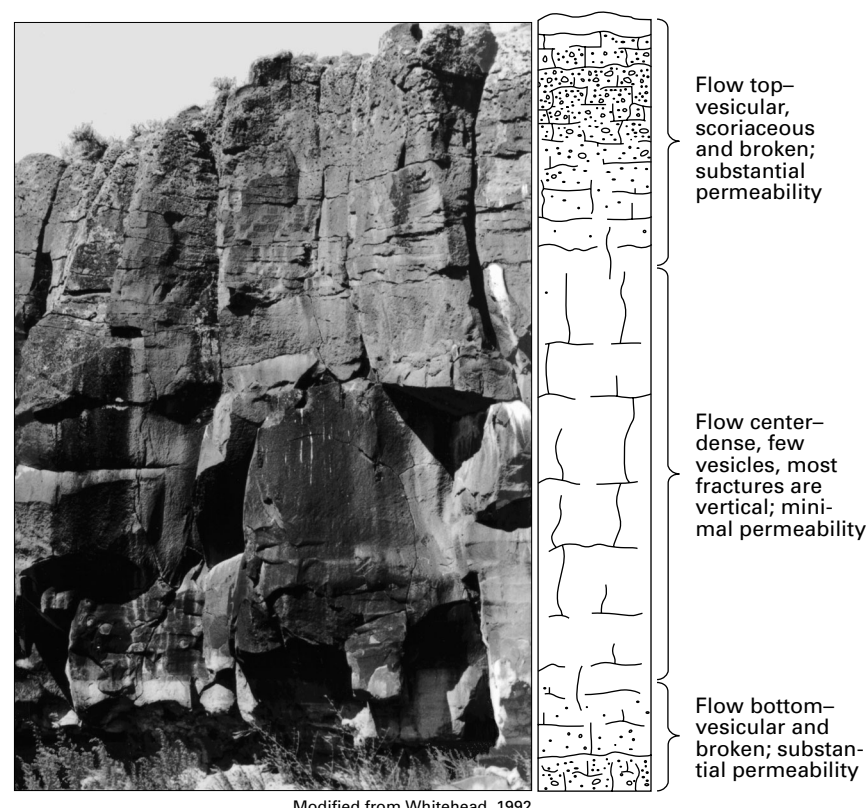 Flow top–
vesicular,
scoriaceous
and broken;
substantial
permeability
Flow center–
dense, few
vesicles, most
fractures are
vertical; mini-
mal permeability
Flow bottom–
vesicular and
broken; substan-
tial permeability
Modified from Whitehead, 1992